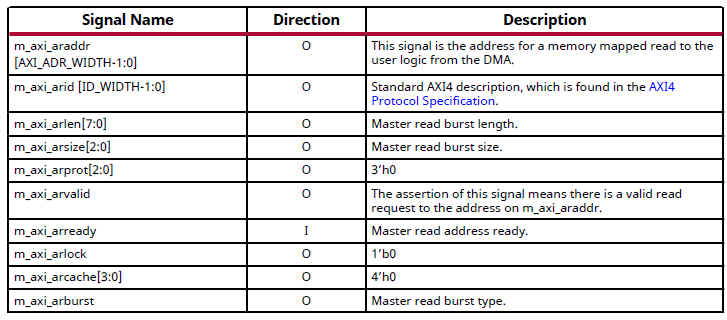 Signal Name Direction Description
m_axi_araddr O This signal is the address for a memory mapped read to the
[AXI_ADR_WIDTH-1:0] user logic from the DMA.
m_axi_arid [ID_WIDTH-1:0] O Standard AXI4 description, which is found in the AXI4
Protocol Specification.
m_axi_arlen[7:0] O Master read burst length.
m_axi_arsize[2:0] O Master read burst size.
m_axi_arprot[2:0] O 3’h0
m_axi_arvalid O The assertion of this signal means there is a valid read
request to the address on m_axi_araddr.
m_axi_arready I Master read address ready.
m_axi_arlock O 1’b0
m_axi_arcache[3:0] O 4’h0
m_axi_arburst O Master read burst type.